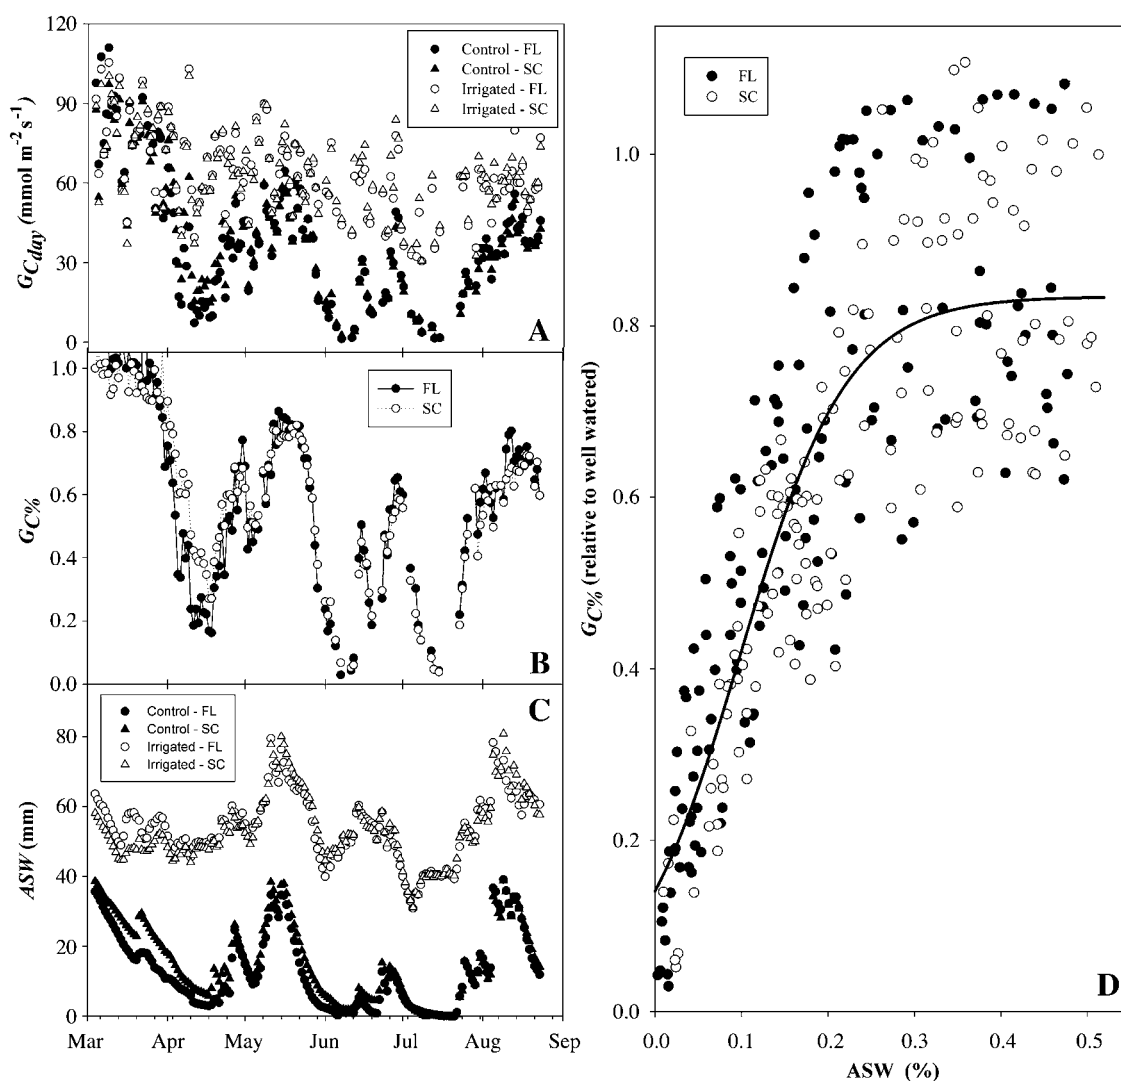 120
90
60
30
0
G_Cday (mmol m⁻² s⁻¹)
Control - FL
Control - SC
Irrigated - FL
Irrigated - SC
A
1.0
0.8
0.6
0.4
0.2
0.0
G_C%
FL
SC
B
80
60
40
20
0
ASW (mm)
Control - FL
Control - SC
Irrigated - FL
Irrigated - SC
C
Mar Apr May Jun Jul Aug Sep
1.0
0.8
0.6
0.4
0.2
0.0
G_C% (relative to well watered)
FL
SC
D
0.0 0.1 0.2 0.3 0.4 0.5
ASW (%)